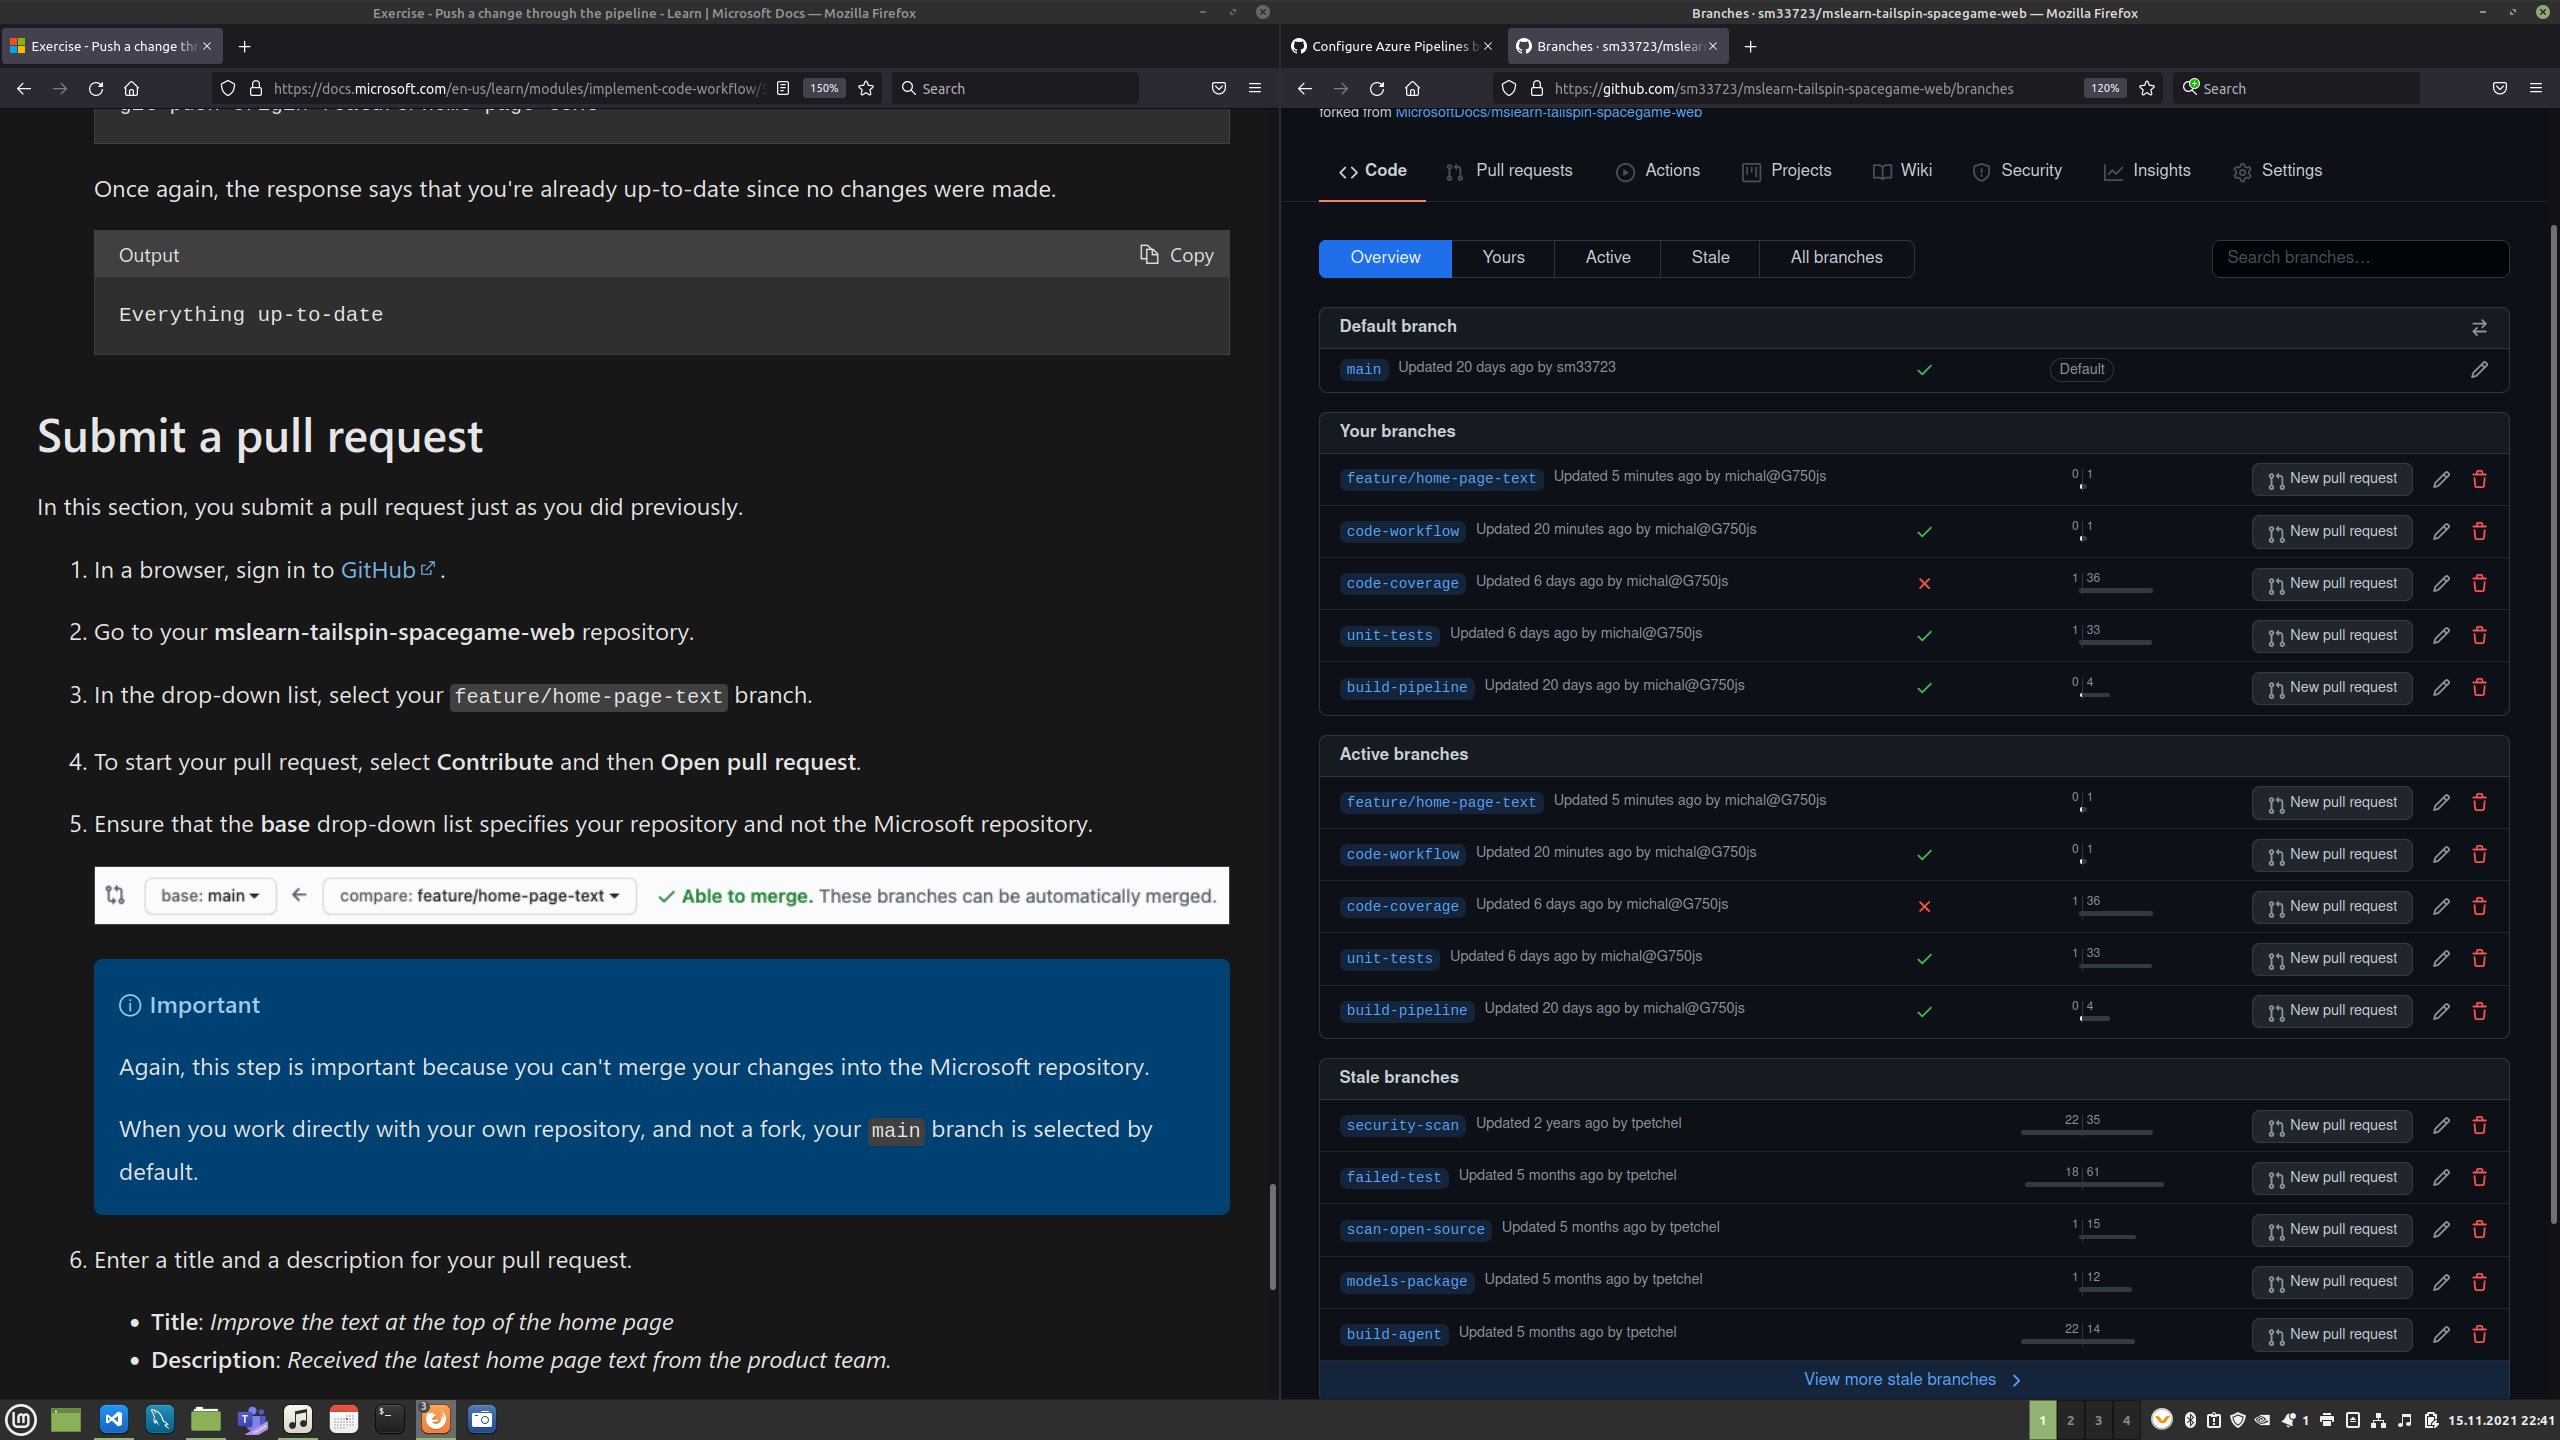 Exercise - Push a change through the pipeline - Learn | Microsoft Docs — Mozilla Firefox
Exercise - Push a change thr
https://docs.microsoft.com/en-us/learn/modules/implement-code-workflow/
150%
Search
Once again, the response says that you're already up-to-date since no changes were made.
Output
Copy
Everything up-to-date
Submit a pull request
In this section, you submit a pull request just as you did previously.
1. In a browser, sign in to GitHub .
2. Go to your mslearn-tailspin-spacegame-web repository.
3. In the drop-down list, select your feature/home-page-text branch.
4. To start your pull request, select Contribute and then Open pull request.
5. Ensure that the base drop-down list specifies your repository and not the Microsoft repository.
base: main
compare: feature/home-page-text
Able to merge. These branches can be automatically merged.
Important
Again, this step is important because you can't merge your changes into the Microsoft repository.
When you work directly with your own repository, and not a fork, your main branch is selected by
default.
6. Enter a title and a description for your pull request.
• Title: Improve the text at the top of the home page
• Description: Received the latest home page text from the product team.
Branches · sm33723/mslearn-tailspin-spacegame-web — Mozilla Firefox
Configure Azure Pipelines b
Branches · sm33723/mslear
https://github.com/sm33723/mslearn-tailspin-spacegame-web/branches
120%
Search
forked from MicrosoftDocs/mslearn-tailspin-spacegame-web
Code
Pull requests
Actions
Projects
Wiki
Security
Insights
Settings
Overview
Yours
Active
Stale
All branches
Search branches...
Default branch
main Updated 20 days ago by sm33723
Default
Your branches
feature/home-page-text Updated 5 minutes ago by michal@G750js
0 | 1
New pull request
code-workflow Updated 20 minutes ago by michal@G750js
0 | 1
New pull request
code-coverage Updated 6 days ago by michal@G750js
1 | 36
New pull request
unit-tests Updated 6 days ago by michal@G750js
1 | 33
New pull request
build-pipeline Updated 20 days ago by michal@G750js
0 | 4
New pull request
Active branches
feature/home-page-text Updated 5 minutes ago by michal@G750js
0 | 1
New pull request
code-workflow Updated 20 minutes ago by michal@G750js
0 | 1
New pull request
code-coverage Updated 6 days ago by michal@G750js
1 | 36
New pull request
unit-tests Updated 6 days ago by michal@G750js
1 | 33
New pull request
build-pipeline Updated 20 days ago by michal@G750js
0 | 4
New pull request
Stale branches
security-scan Updated 2 years ago by tpetchel
22 | 35
New pull request
failed-test Updated 5 months ago by tpetchel
18 | 61
New pull request
scan-open-source Updated 5 months ago by tpetchel
1 | 15
New pull request
models-package Updated 5 months ago by tpetchel
1 | 12
New pull request
build-agent Updated 5 months ago by tpetchel
22 | 14
New pull request
View more stale branches
3
1
2
3
4
1
15.11.2021 22:41